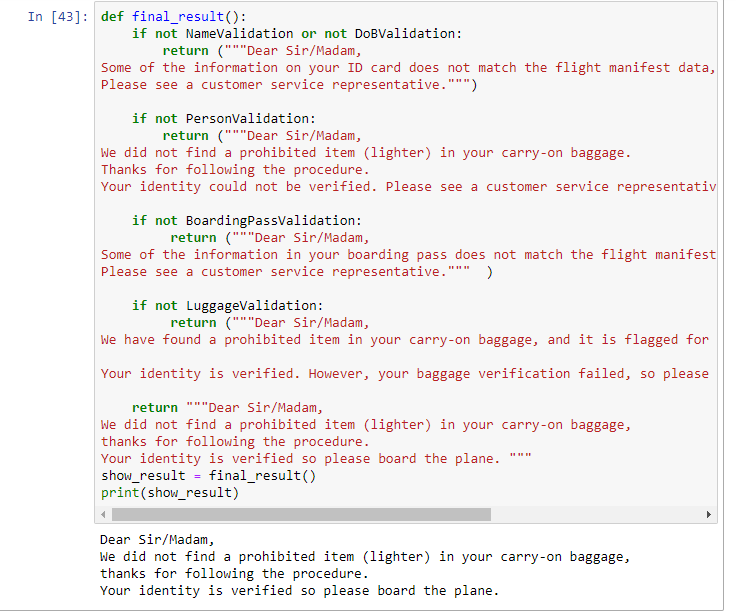 In [43]: def final_result():
    if not NameValidation or not DoBValidation:
        return ("""Dear Sir/Madam,
Some of the information on your ID card does not match the flight manifest data,
Please see a customer service representative.""")

    if not PersonValidation:
        return ("""Dear Sir/Madam,
We did not find a prohibited item (lighter) in your carry-on baggage.
Thanks for following the procedure.
Your identity could not be verified. Please see a customer service representativ

    if not BoardingPassValidation:
         return ("""Dear Sir/Madam,
Some of the information in your boarding pass does not match the flight manifest
Please see a customer service representative."""  )

    if not LuggageValidation:
         return ("""Dear Sir/Madam,
We have found a prohibited item in your carry-on baggage, and it is flagged for

Your identity is verified. However, your baggage verification failed, so please

    return """Dear Sir/Madam,
We did not find a prohibited item (lighter) in your carry-on baggage,
thanks for following the procedure.
Your identity is verified so please board the plane. """
show_result = final_result()
print(show_result)
Dear Sir/Madam,
We did not find a prohibited item (lighter) in your carry-on baggage,
thanks for following the procedure.
Your identity is verified so please board the plane.